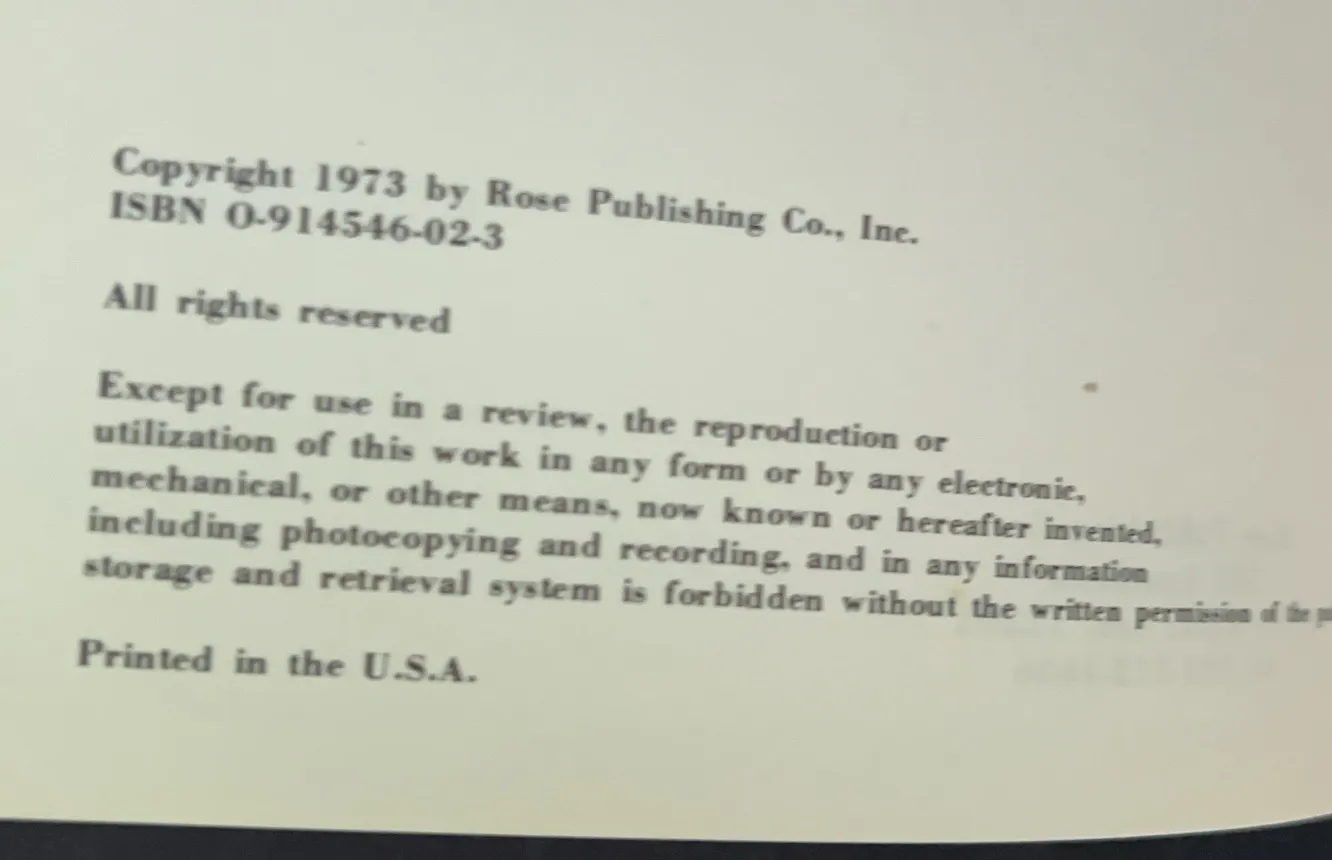 Copyright 1973 by Rose Publishing Co., Inc.
ISBN 0-914546-02-3
All rights reserved
Except for use in a review, the reproduction or
utilization of this work in any form or by any electronic,
mechanical, or other means, now known or hereafter invented,
including photocopying and recording, and in any information
storage and retrieval system is forbidden without the written permission of the
Printed in the U.S.A.